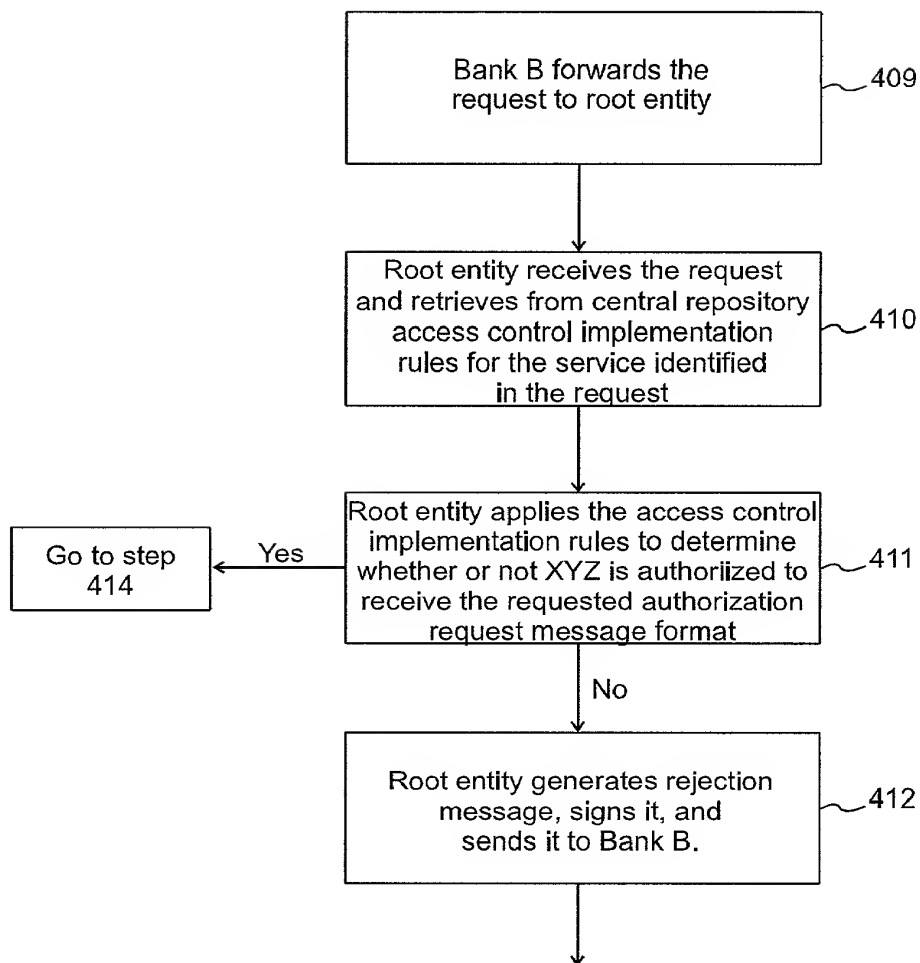 Bank B forwards the
request to root entity
409
Root entity receives the request
and retrieves from central repository
access control implementation
rules for the service identified
in the request
410
Root entity applies the access control
implementation rules to determine
whether or not XYZ is authoriized to
receive the requested authorization
request message format
411
Yes
Go to step
414
No
Root entity generates rejection
message, signs it, and
sends it to Bank B.
412